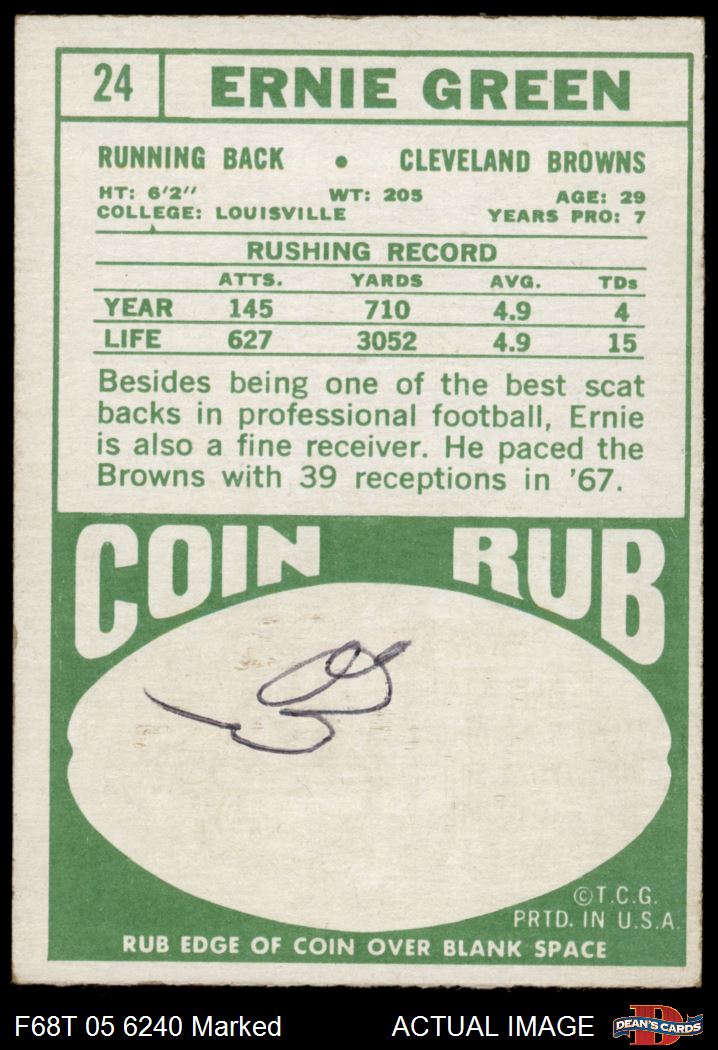 24 ERNIE GREEN
RUNNING BACK • CLEVELAND BROWNS
HT: 6'2" WT: 205 AGE: 29
COLLEGE: LOUISVILLE YEARS PRO: 7
RUSHING RECORD
ATTS. YARDS AVG. TDs
YEAR 145 710 4.9 4
LIFE 627 3052 4.9 15
Besides being one of the best scat
backs in professional football, Ernie
is also a fine receiver. He paced the
Browns with 39 receptions in '67.
COIN RUB
©T.C.G.
PRTD. IN U.S.A.
RUB EDGE OF COIN OVER BLANK SPACE
F68T 05 6240 Marked ACTUAL IMAGE DEAN'S CARDS